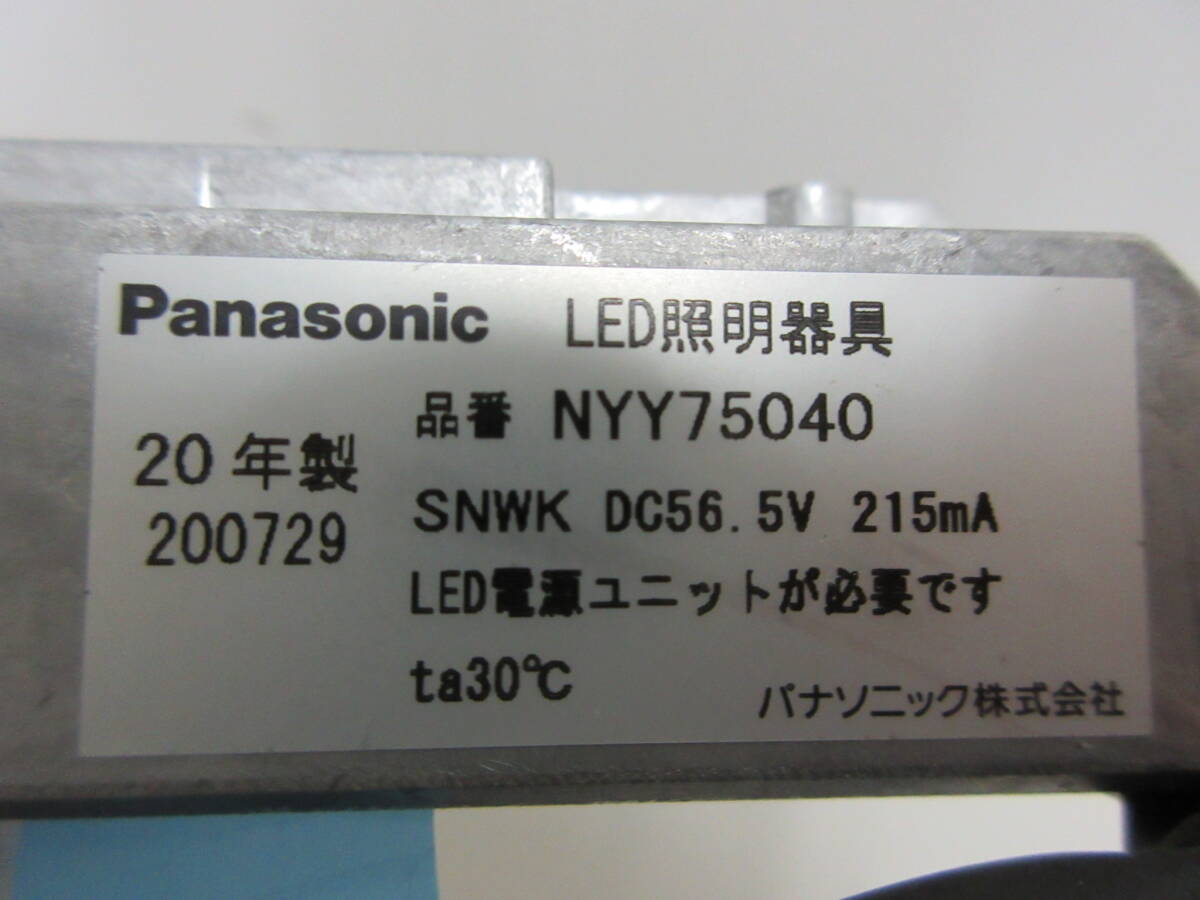 Panasonic LED照明器具
品番 NYY75040
20年製
200729
SNWK DC56.5V 215mA
LED電源ユニットが必要です
ta30℃
パナソニック株式会社